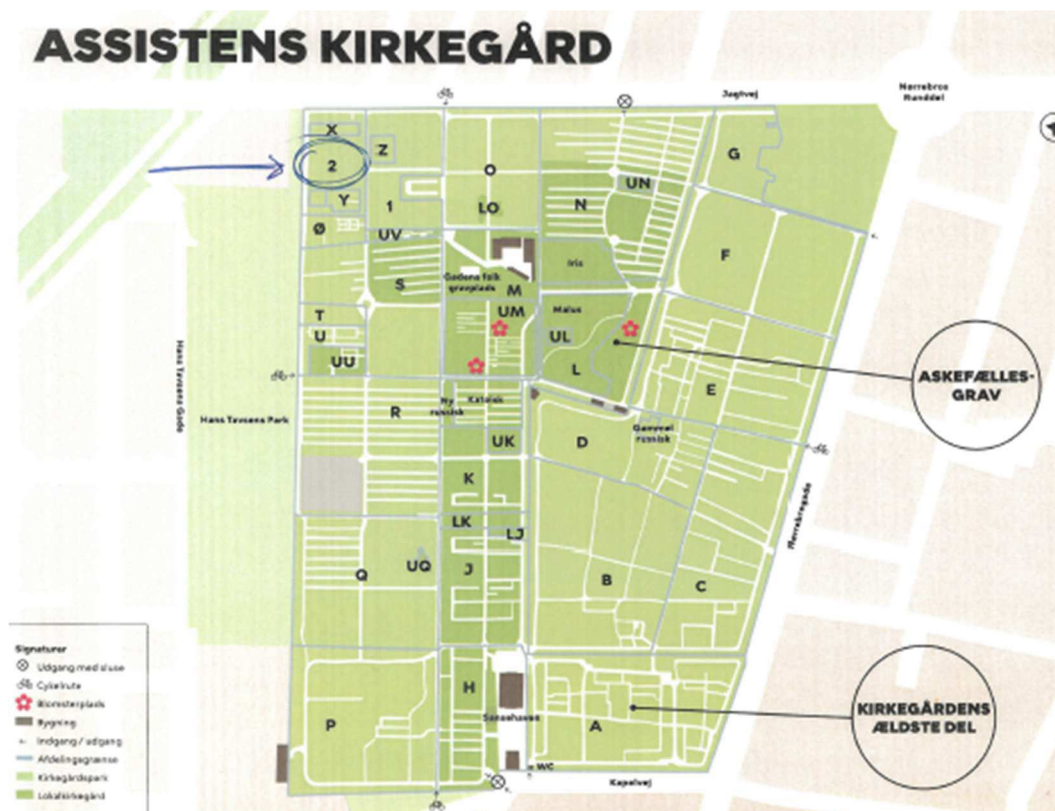 ASSISTENS KIRKEGÅRD
Nørrebros
Runddel
Jagtvej
X
Z
2
G
O
UN
Y
1
LO
N
Ø
UV
F
Iris
S
Gadens folk
gravplads
M
UM
Malus
T
U
UL
UU
L
ASKEFÆLLES-
GRAV
E
Hans Tavsens Gade
Hans Tavsens Park
R
Ny
russisk
Katolsk
Gammel
russisk
D
UK
K
LK
LJ
Nørrebrogade
UQ
Q
J
B
C
Signaturer
Udgang med sluse
Cykelrute
Blomsterplads
Bygning
Indgang / udgang
Afdelingsgrænse
Kirkegårdspark
Lokalkirkegård
H
P
Sansehaven
A
KIRKEGÅRDENS
ÆLDSTE DEL
WC
Kapelvej